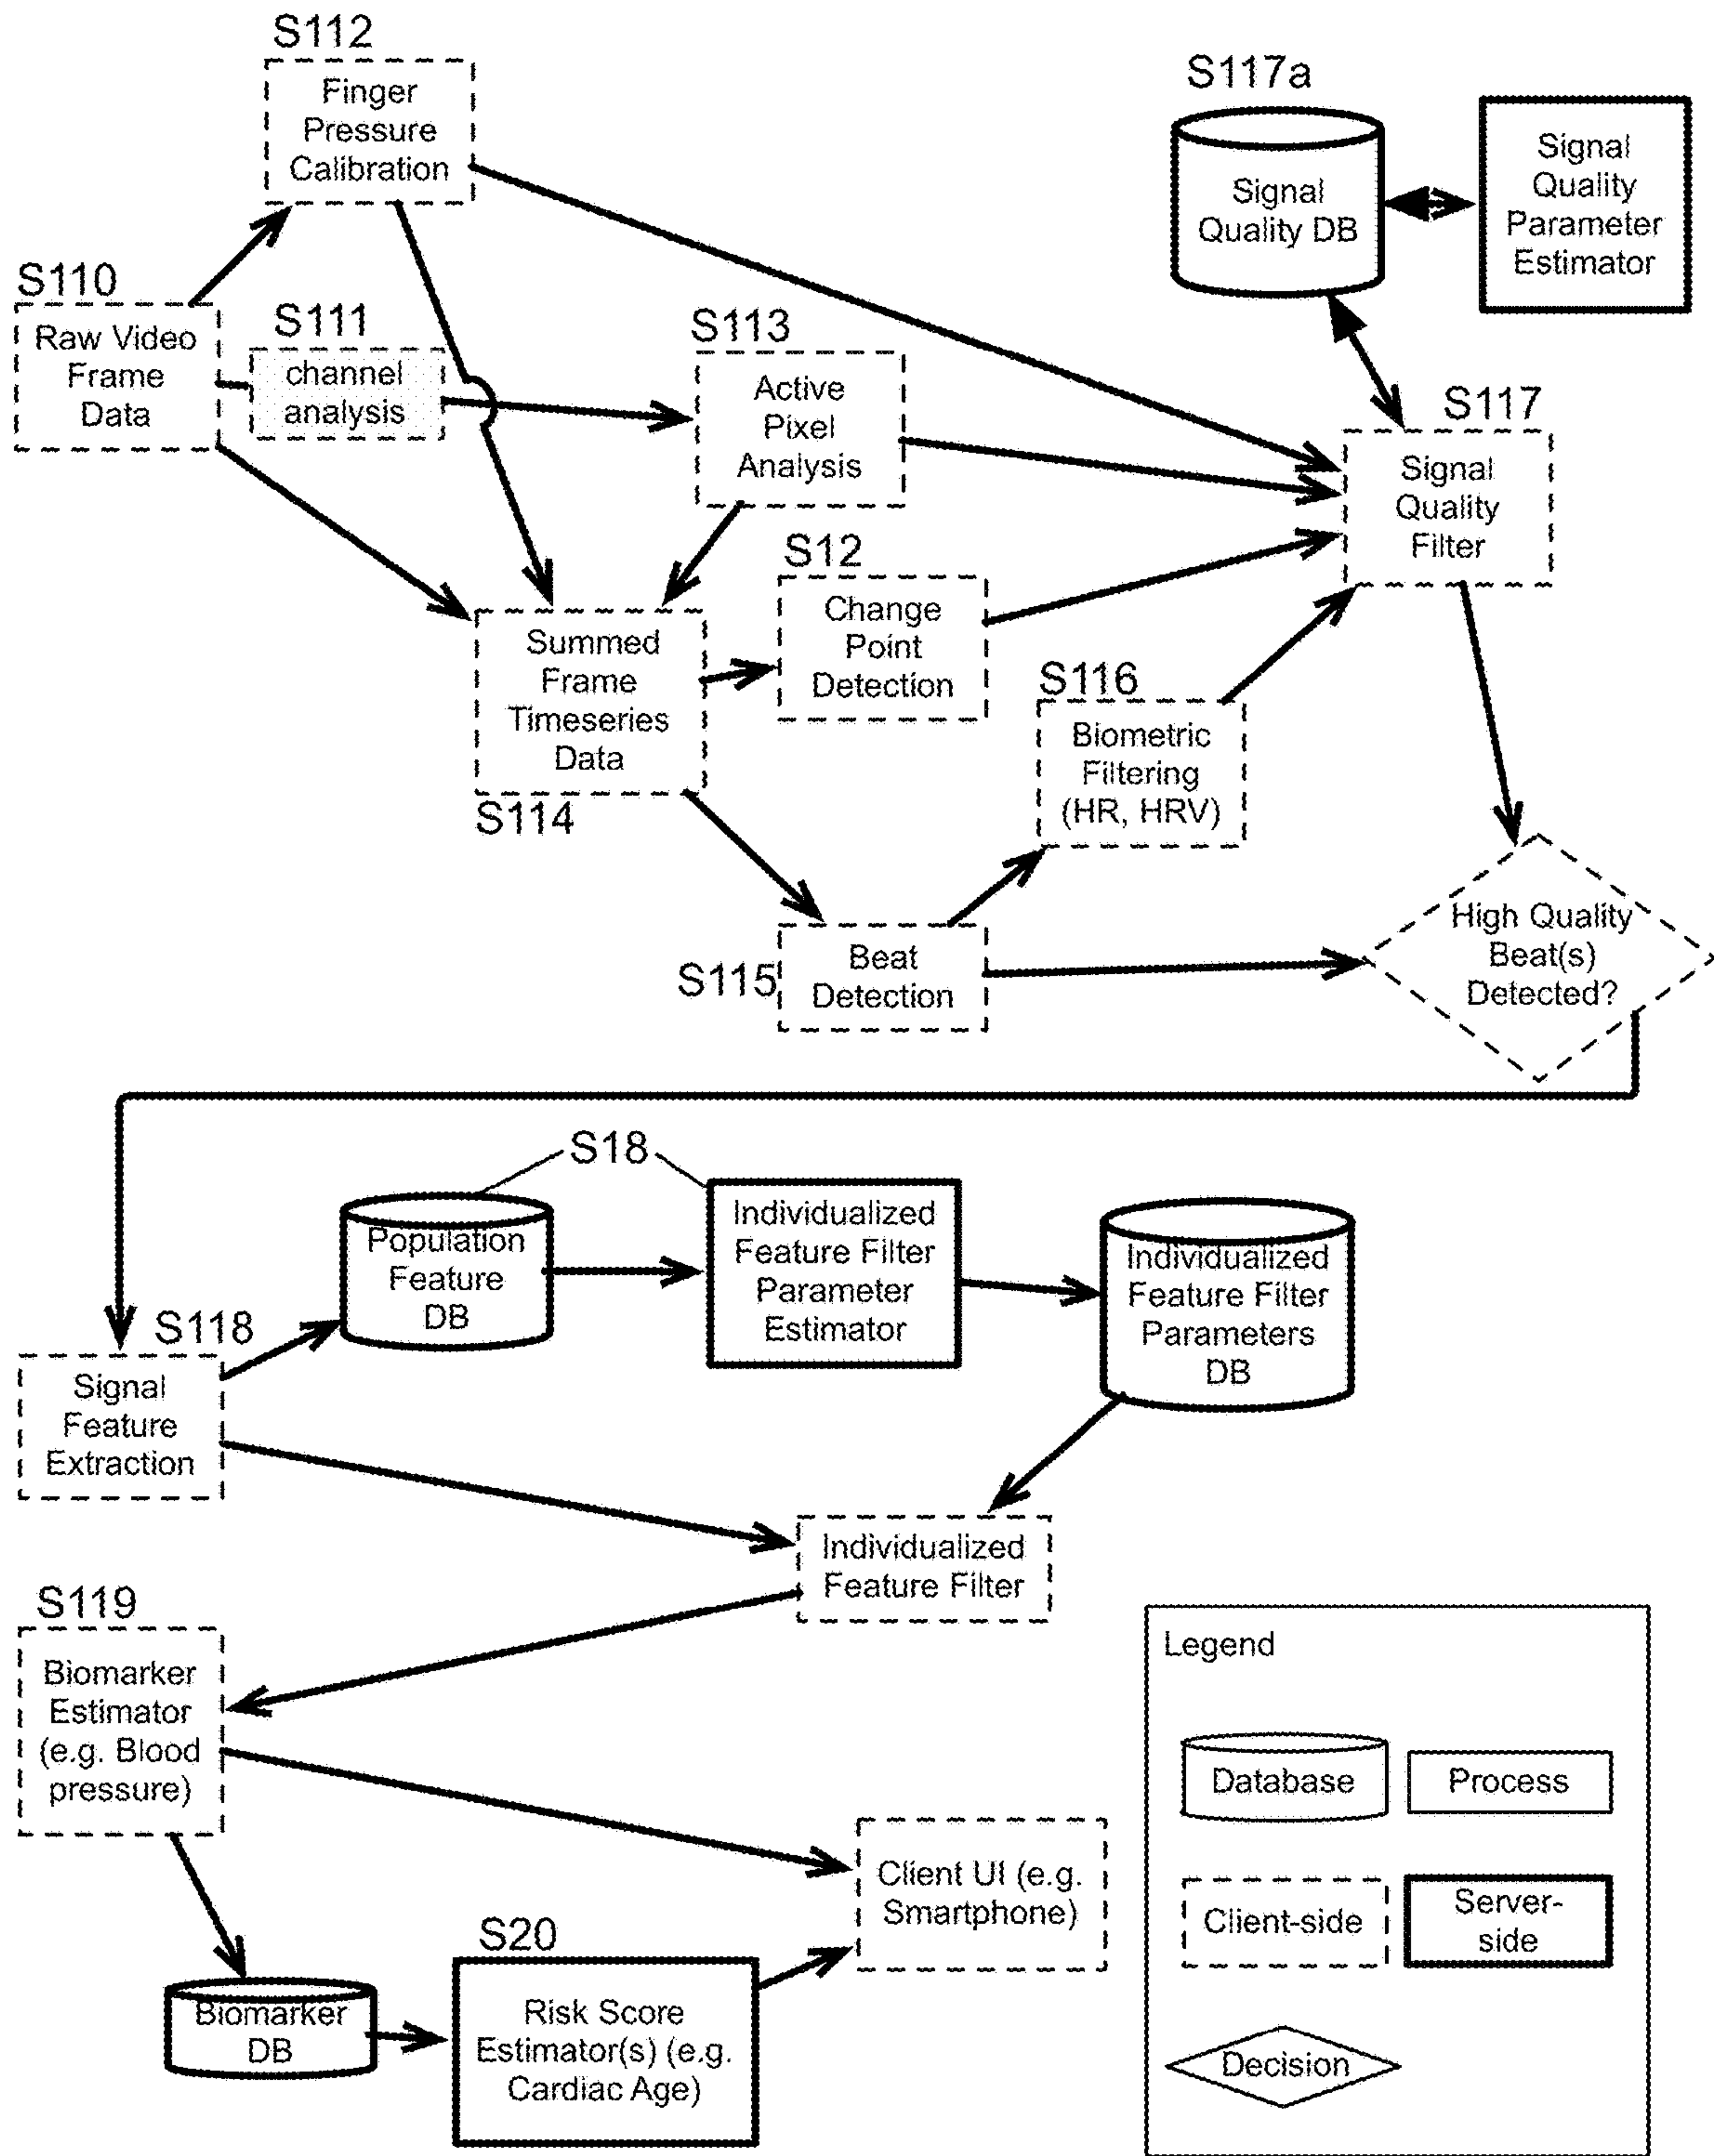 S112
Finger
Pressure
Calibration
S117a
Signal
Quality DB
Signal
Quality
Parameter
Estimator
S110
Raw Video
Frame
Data
S111
channel
analysis
S113
Active
Pixel
Analysis
S117
Signal
Quality
Filter
S12
Change
Point
Detection
Summed
Frame
Timeseries
Data
S114
S116
Biometric
Filtering
(HR, HRV)
S115
Beat
Detection
High Quality
Beat(s)
Detected?
S18
Population
Feature
DB
Individualized
Feature Filter
Parameter
Estimator
Individualized
Feature Filter
Parameters
DB
S118
Signal
Feature
Extraction
Individualized
Feature Filter
S119
Biomarker
Estimator
(e.g. Blood
pressure)
Client UI (e.g.
Smartphone)
S20
Biomarker
DB
Risk Score
Estimator(s) (e.g.
Cardiac Age)
Legend
Database
Process
Client-side
Server-
side
Decision